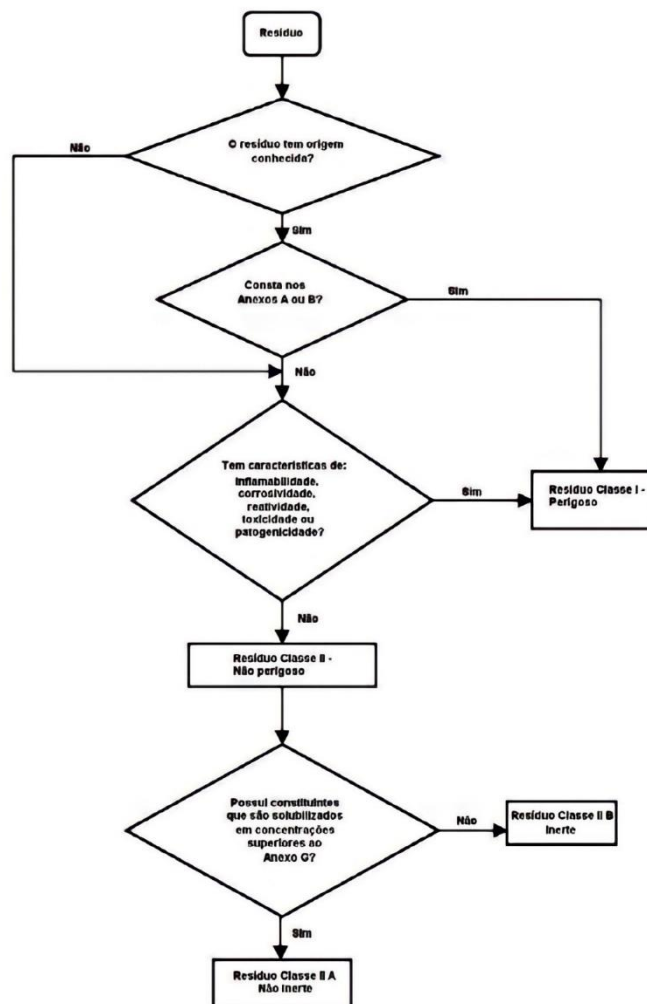 Resíduo
O resíduo tem origem
conhecida?
Não
Sim
Consta nos
Anexos A ou B?
Sim
Não
Tem características de:
inflamabilidade,
corrosividade,
reatividade,
toxicidade ou
patogenicidade?
Sim
Resíduo Classe I -
Perigoso
Não
Resíduo Classe II -
Não perigoso
Possui constituintes
que são solubilizados
em concentrações
superiores ao
Anexo G?
Não
Resíduo Classe II B
Inerte
Sim
Resíduo Classe II A
Não Inerte